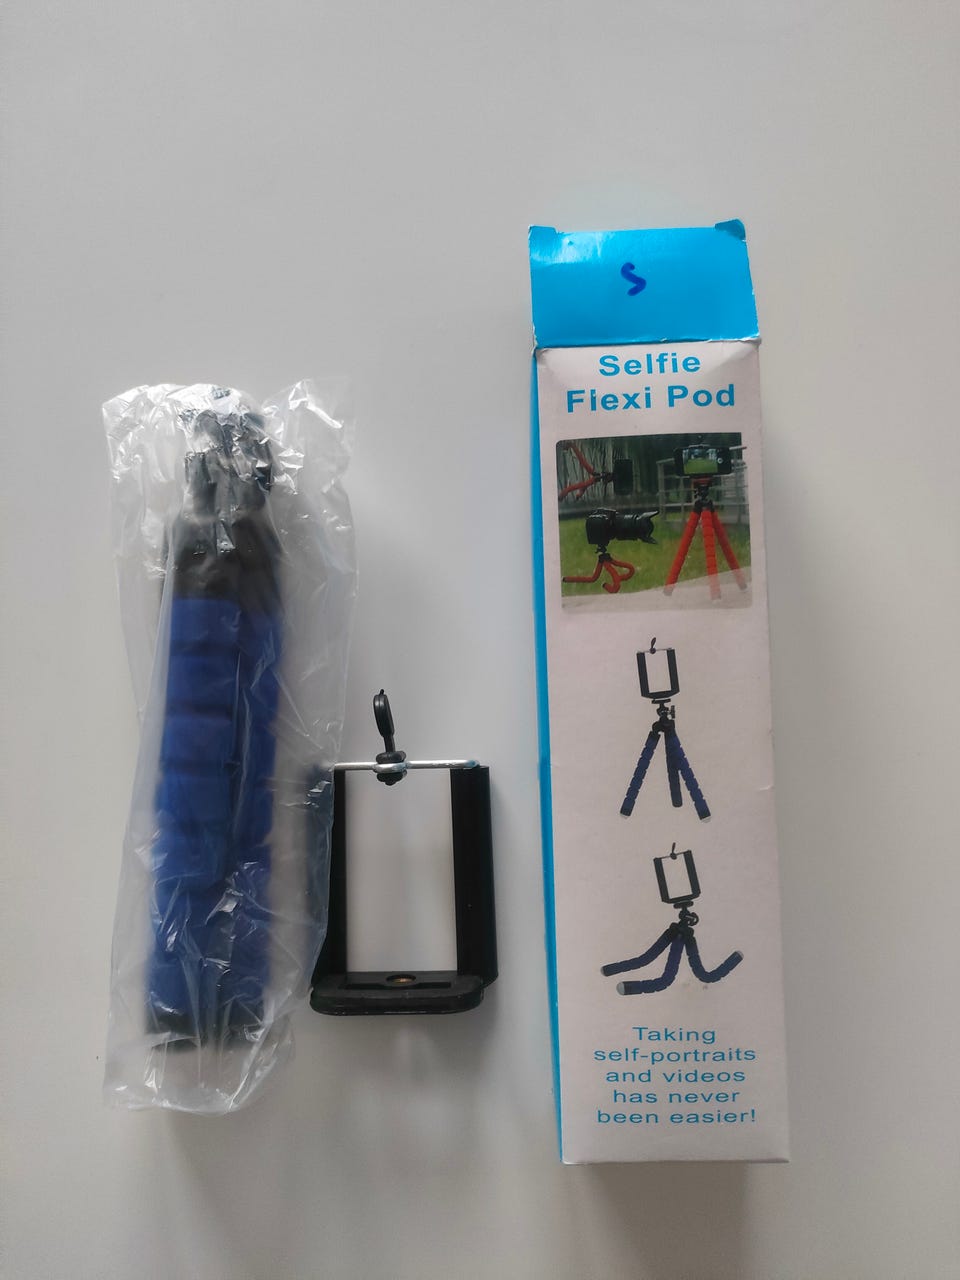 S
Selfie
Flexi Pod
Taking
self-portraits
and videos
has never
been easier!